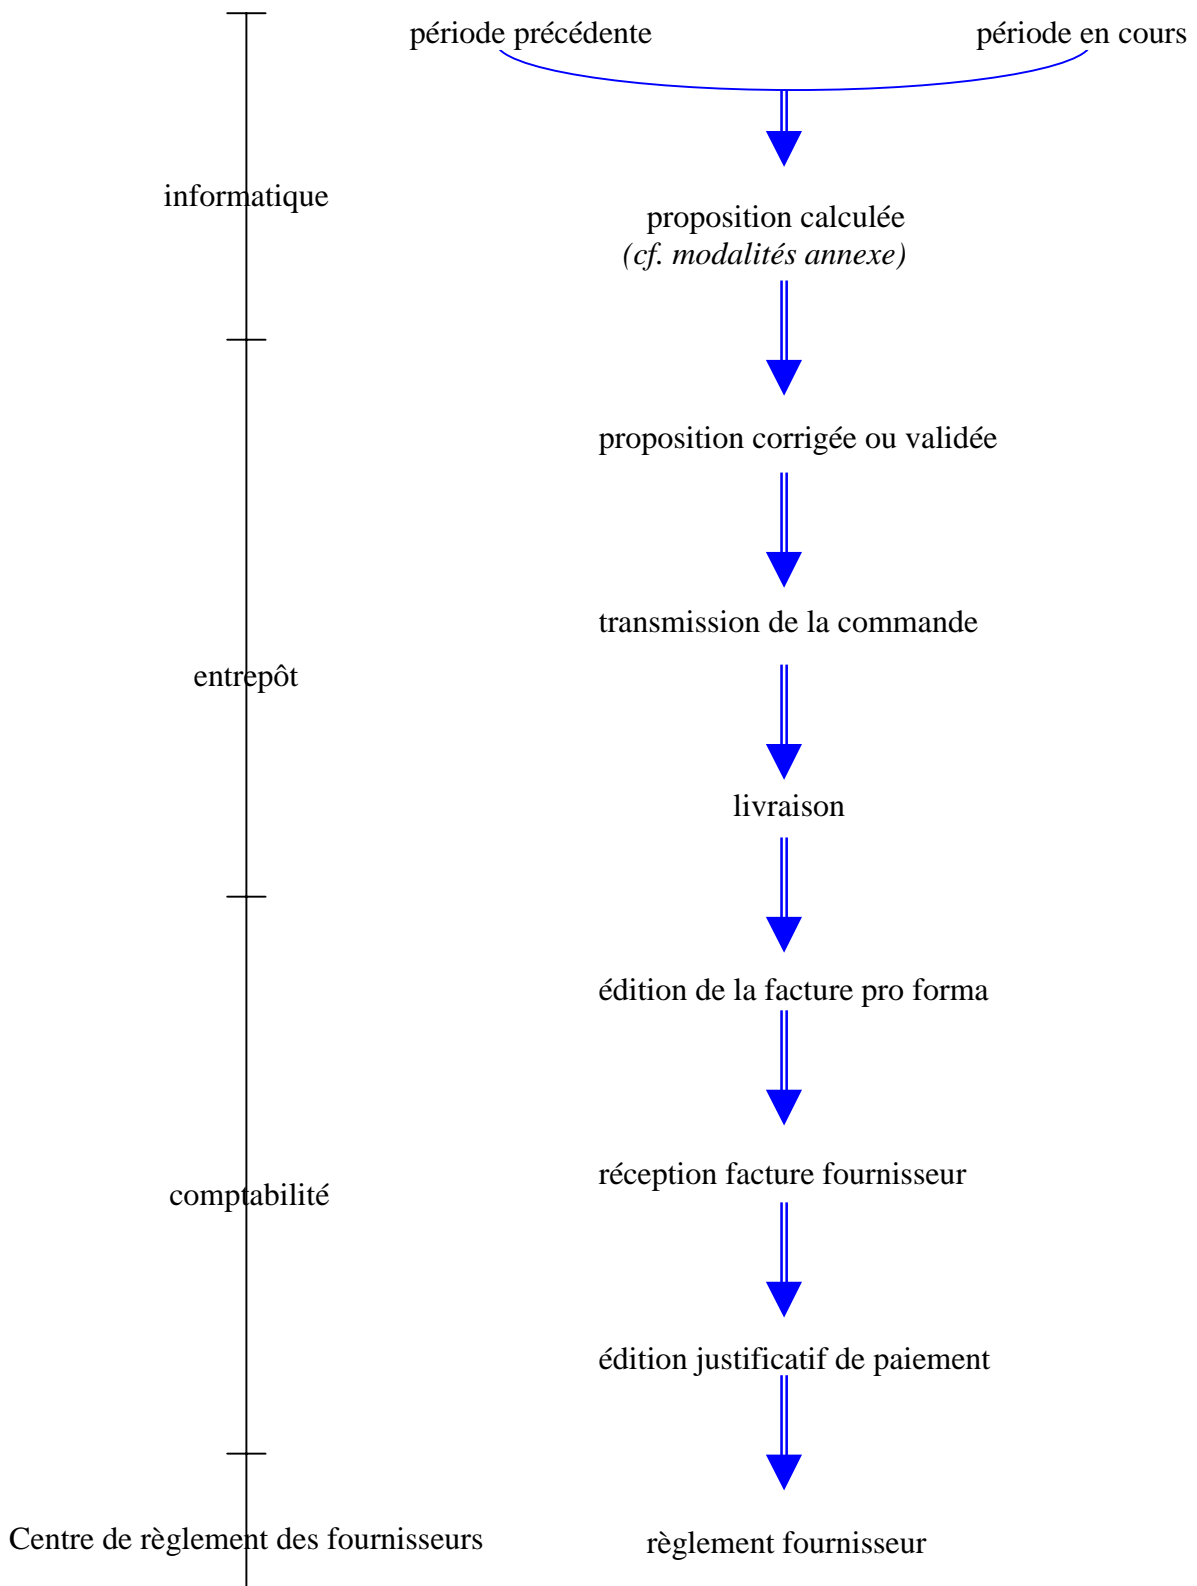 période précédente
période en cours
informatique
proposition calculée
(cf. modalités annexe)
proposition corrigée ou validée
transmission de la commande
entrepôt
livraison
édition de la facture pro forma
réception facture fournisseur
comptabilité
édition justificatif de paiement
Centre de règlement des fournisseurs
règlement fournisseur